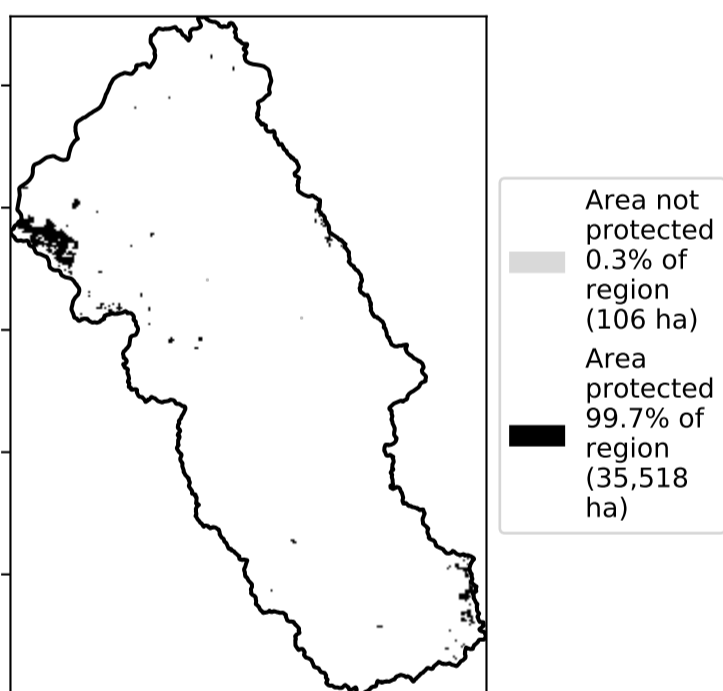 Area not
protected
0.3% of
region
(106 ha)
Area
protected
99.7% of
region
(35,518
ha)